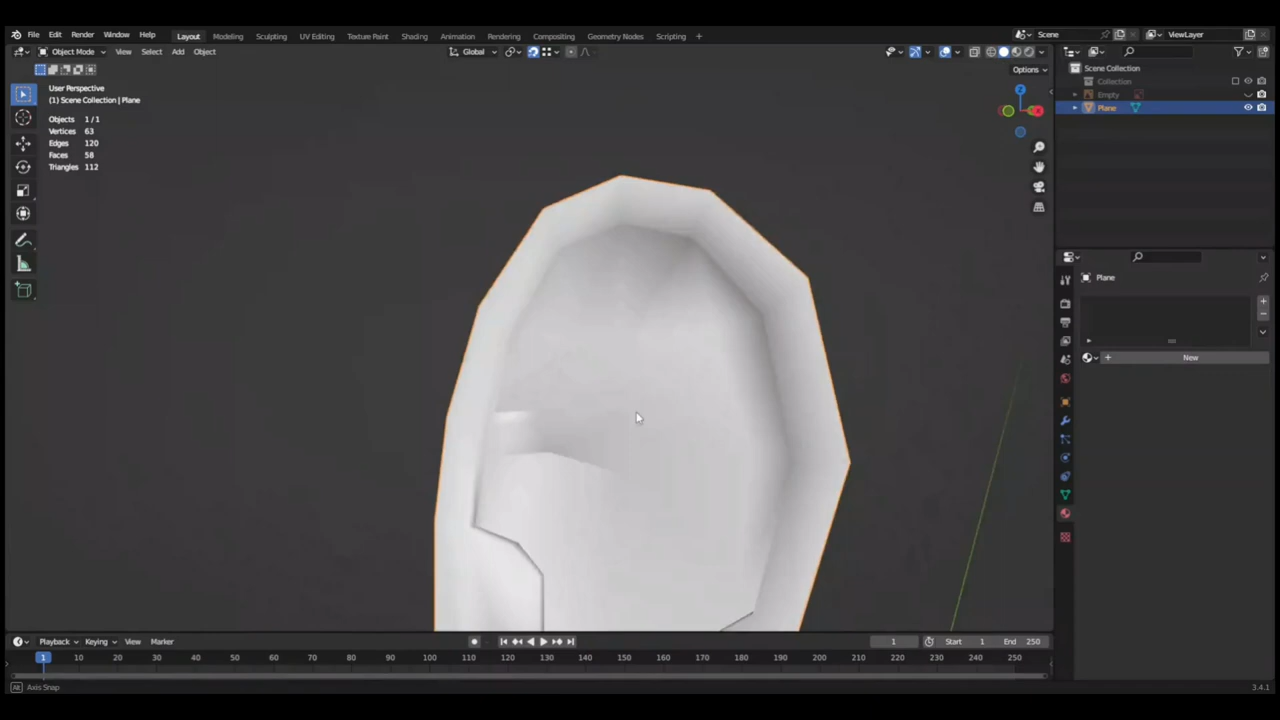 File Edit Render Window Help Layout Modeling Sculpting UV Editing Texture Paint Shading Animation Rendering Compositing Geometry Nodes Scripting + Scene ViewLayer
Object Mode View Select Add Object Global
Options
User Perspective
(1) Scene Collection | Plane
Objects 1 / 1
Vertices 63
Edges 120
Faces 58
Triangles 112
Z
Scene Collection
Collection
Empty
Plane
Plane
New
Playback Keying View Marker 1 Start 1 End 250
1 10 20 30 40 50 60 70 80 90 100 110 120 130 140 150 160 170 180 190 200 210 220 230 240 250
Alt Axis Snap 3.4.1